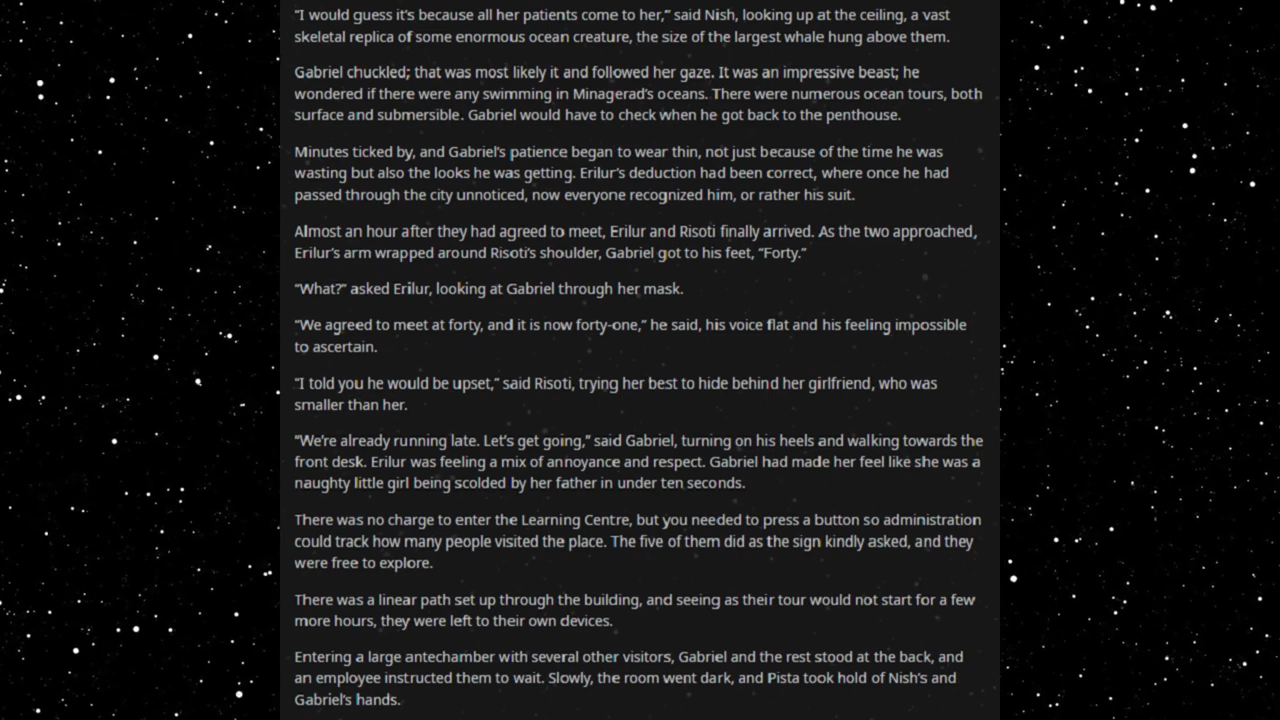 “I would guess it’s because all her patients come to her,” said Nish, looking up at the ceiling, a vast
skeletal replica of some enormous ocean creature, the size of the largest whale hung above them.
Gabriel chuckled; that was most likely it and followed her gaze. It was an impressive beast; he
wondered if there were any swimming in Minagerad’s oceans. There were numerous ocean tours, both
surface and submersible. Gabriel would have to check when he got back to the penthouse.
Minutes ticked by, and Gabriel’s patience began to wear thin, not just because of the time he was
wasting but also the looks he was getting. Erilur’s deduction had been correct, where once he had
passed through the city unnoticed, now everyone recognized him, or rather his suit.
Almost an hour after they had agreed to meet, Erilur and Risoti finally arrived. As the two approached,
Erilur’s arm wrapped around Risoti’s shoulder, Gabriel got to his feet, “Forty.”
“What?” asked Erilur, looking at Gabriel through her mask.
“We agreed to meet at forty, and it is now forty-one,” he said, his voice flat and his feeling impossible
to ascertain.
“I told you he would be upset,” said Risoti, trying her best to hide behind her girlfriend, who was
smaller than her.
“We’re already running late. Let’s get going,” said Gabriel, turning on his heels and walking towards the
front desk. Erilur was feeling a mix of annoyance and respect. Gabriel had made her feel like she was a
naughty little girl being scolded by her father in under ten seconds.
There was no charge to enter the Learning Centre, but you needed to press a button so administration
could track how many people visited the place. The five of them did as the sign kindly asked, and they
were free to explore.
There was a linear path set up through the building, and seeing as their tour would not start for a few
more hours, they were left to their own devices.
Entering a large antechamber with several other visitors, Gabriel and the rest stood at the back, and
an employee instructed them to wait. Slowly, the room went dark, and Pista took hold of Nish’s and
Gabriel’s hands.